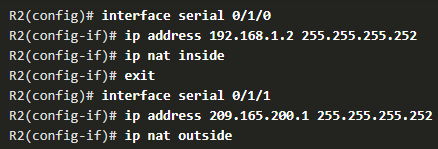 R2(config)# interface serial 0/1/0
R2(config-if)# ip address 192.168.1.2 255.255.255.252
R2(config-if)# ip nat inside
R2(config-if)# exit
R2(config)# interface serial 0/1/1
R2(config-if)# ip address 209.165.200.1 255.255.255.252
R2(config-if)# ip nat outside